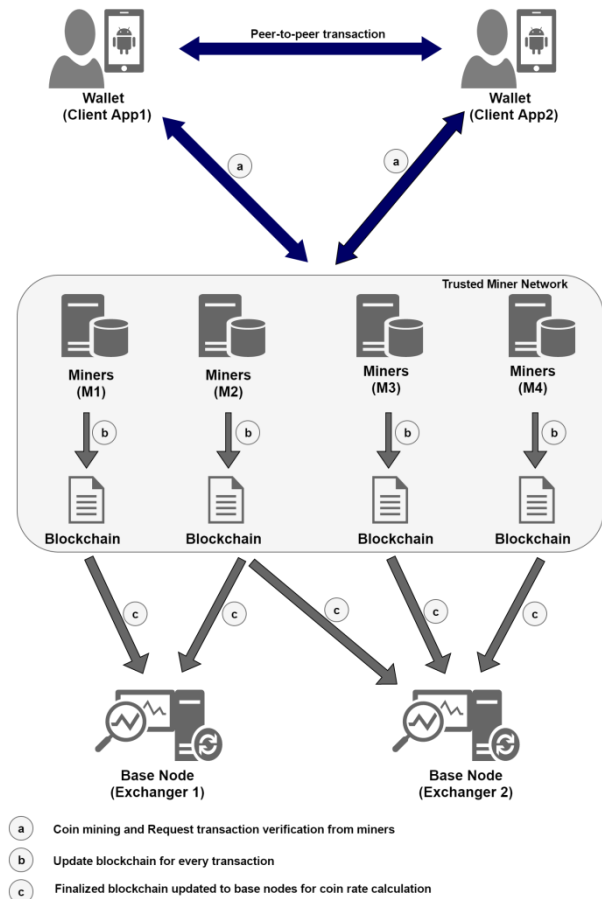 Peer-to-peer transaction
Wallet
(Client App1)
Wallet
(Client App2)
a
a
Trusted Miner Network
Miners
(M1)
Miners
(M2)
Miners
(M3)
Miners
(M4)
b
b
b
b
Blockchain
Blockchain
Blockchain
Blockchain
c
c
c
c
c
Base Node
(Exchanger 1)
Base Node
(Exchanger 2)
a Coin mining and Request transaction verification from miners
b Update blockchain for every transaction
c Finalized blockchain updated to base nodes for coin rate calculation